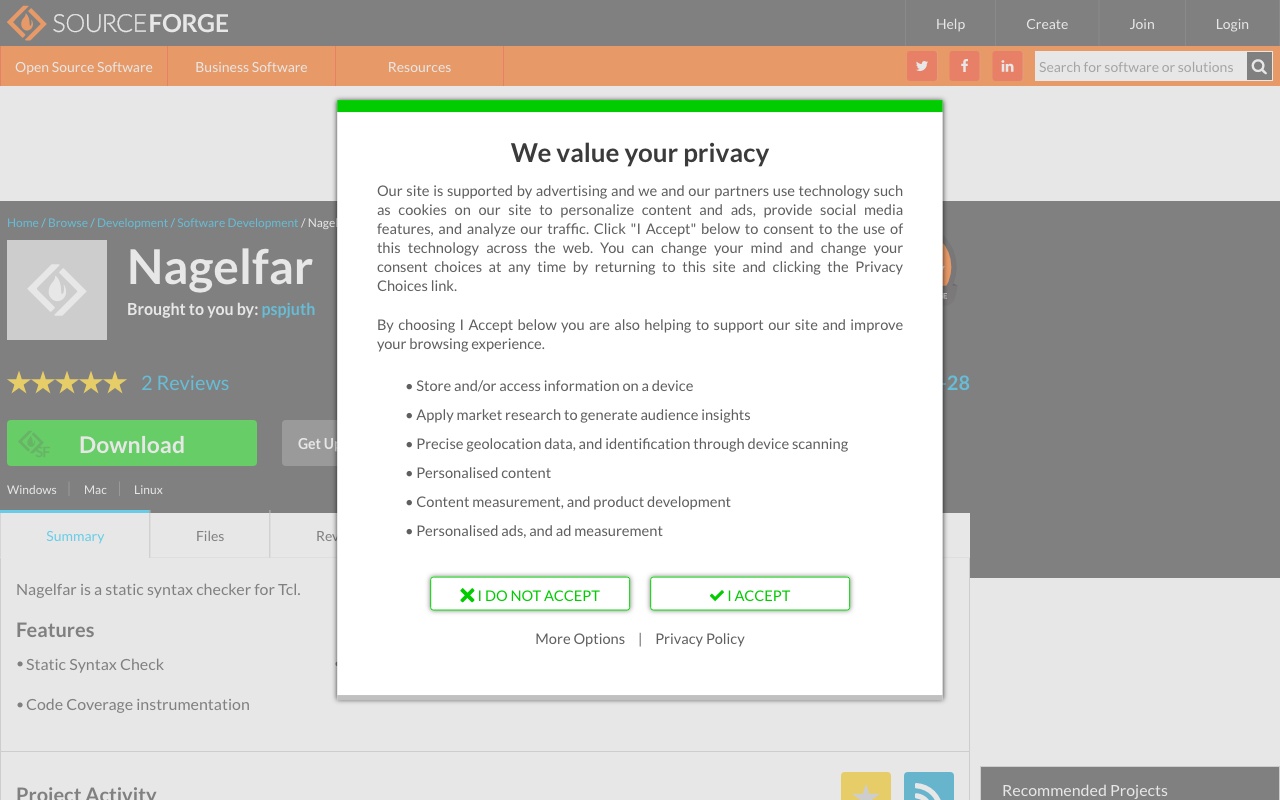 SOURCEFORGE
Help
Create
Join
Login
Open Source Software
Business Software
Resources
Search for software or solutions
We value your privacy
Our site is supported by advertising and we and our partners use technology such
as cookies on our site to personalize content and ads, provide social media
features, and analyze our traffic. Click "I Accept" below to consent to the use of
this technology across the web. You can change your mind and change your
consent choices at any time by returning to this site and clicking the Privacy
Choices link.
By choosing I Accept below you are also helping to support our site and improve
your browsing experience.
• Store and/or access information on a device
• Apply market research to generate audience insights
• Precise geolocation data, and identification through device scanning
• Personalised content
• Content measurement, and product development
• Personalised ads, and ad measurement
I DO NOT ACCEPT
I ACCEPT
More Options | Privacy Policy
Home / Browse / Development / Software Development / Nagel
Nagelfar
Brought to you by: pspjuth
2 Reviews
-28
Download
Get
Windows
Mac
Linux
Summary
Files
Nagelfar is a static syntax checker for Tcl.
Features
• Static Syntax Check
• Code Coverage instrumentation
Project Activity
Recommended Projects